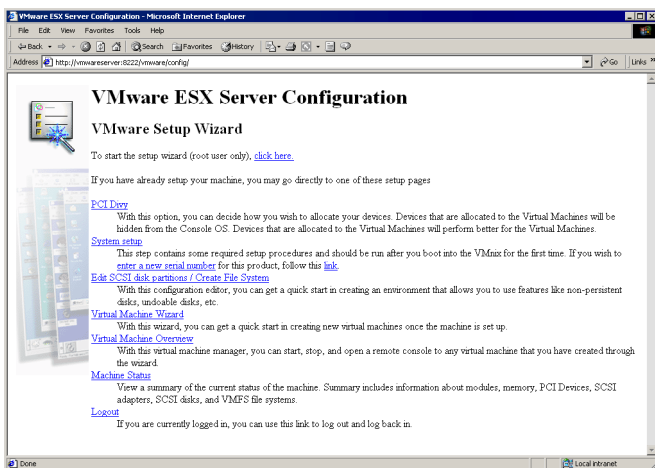 VMware ESX Server Configuration - Microsoft Internet Explorer
File Edit View Favorites Tools Help
Back Search Favorites History
Address http://vmwareserver:8222/vmware/config/ Go Links »
VMware ESX Server Configuration
VMware Setup Wizard
To start the setup wizard (root user only), click here.
If you have already setup your machine, you may go directly to one of these setup pages
PCI Divy
With this option, you can decide how you wish to allocate your devices. Devices that are allocated to the Virtual Machines will be
hidden from the Console OS. Devices that are allocated to the Virtual Machines will perform better for the Virtual Machines.
System setup
This step contains some required setup procedures and should be run after you boot into the VMnix for the first time. If you wish to
enter a new serial number for this product, follow this link.
Edit SCSI disk partitions / Create File System
With this configuration editor, you can get a quick start in creating an environment that allows you to use features like non-persistent
disks, undoable disks, etc.
Virtual Machine Wizard
With this wizard, you can get a quick start in creating new virtual machines once the machine is set up.
Virtual Machine Overview
With this virtual machine manager, you can start, stop, and open a remote console to any virtual machine that you have created through
the wizard.
Machine Status
View a summary of the current status of the machine. Summary includes information about modules, memory, PCI Devices, SCSI
adapters, SCSI disks, and VMFS file systems.
Logout
If you are currently logged in, you can use this link to log out and log back in.
Done Local intranet